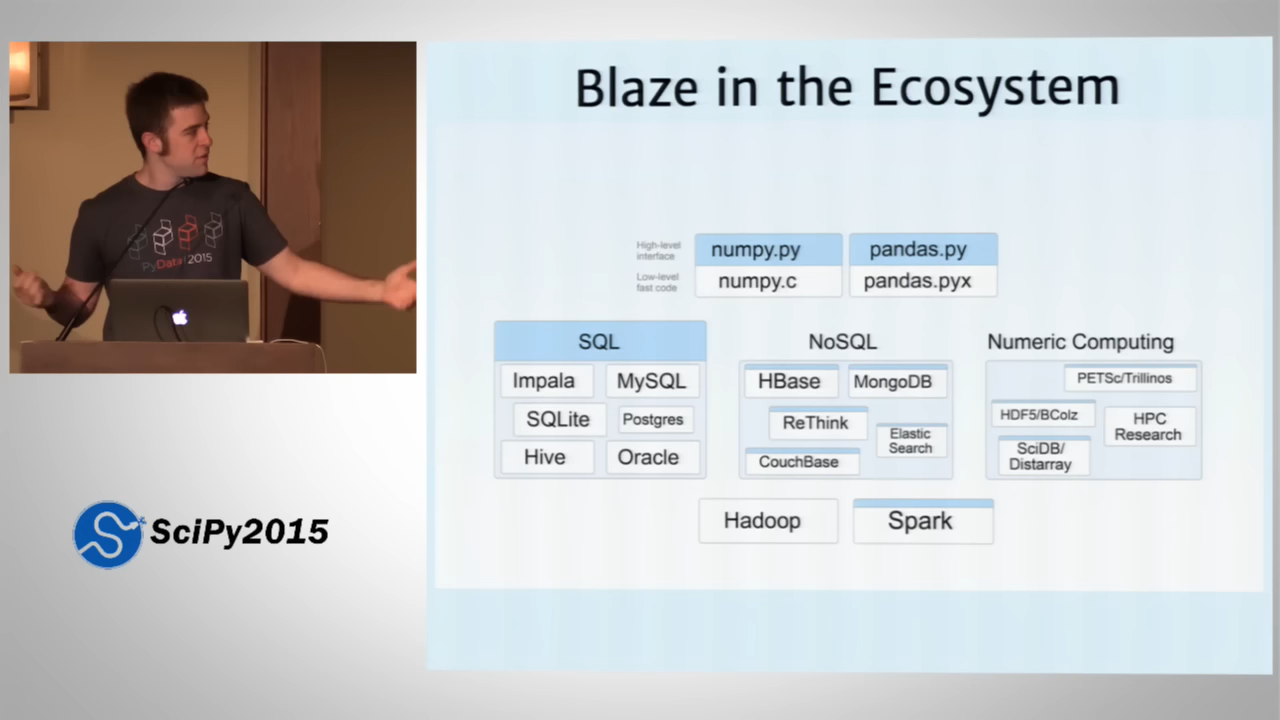 PyData 2015
SciPy2015
Blaze in the Ecosystem
High-level
interface
numpy.py
pandas.py
Low-level
fast code
numpy.c
pandas.pyx
SQL
Impala
MySQL
SQLite
Postgres
Hive
Oracle
NoSQL
HBase
MongoDB
ReThink
Elastic
Search
CouchBase
Numeric Computing
PETSc/Trillinos
HDF5/BColz
HPC
Research
SciDB/
Distarray
Hadoop
Spark